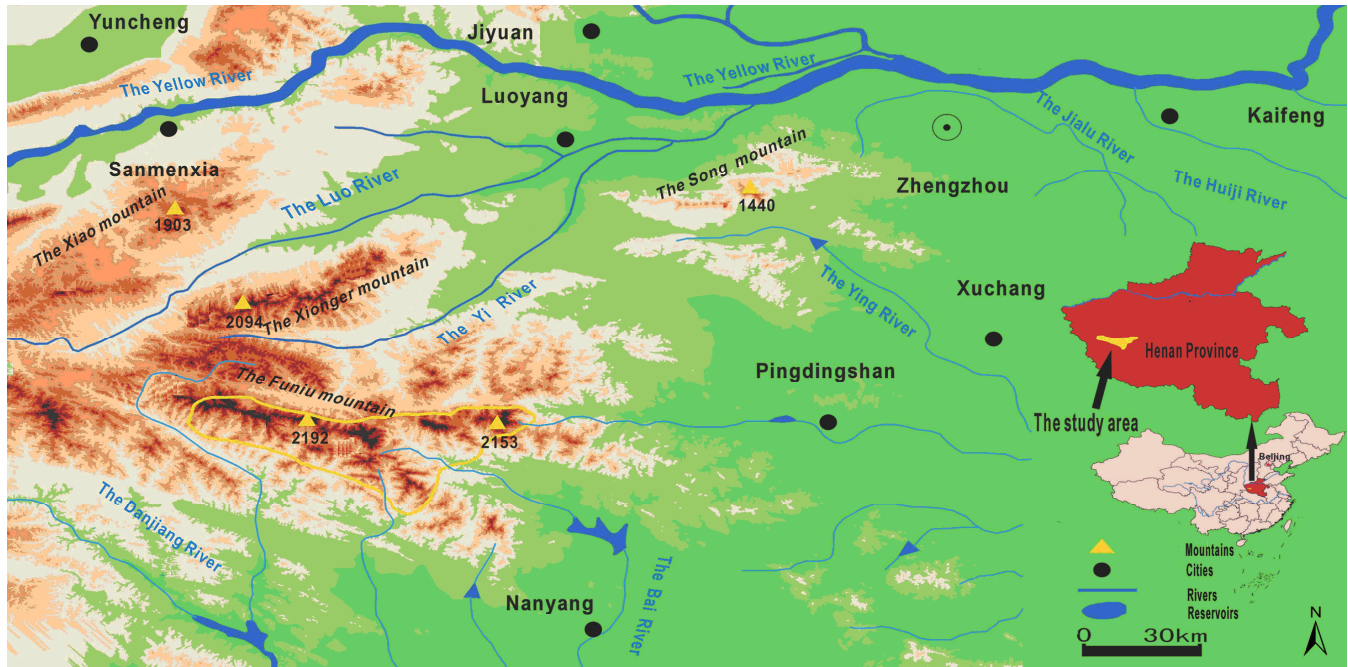 Yuncheng
Jiyuan
The Yellow River
The Yellow River
Luoyang
Kaifeng
Sanmenxia
The Jialu River
The Song mountain
Zhengzhou
The Huiji River
The Luo River
1440
The Xiao mountain
1903
The Ying River
Xuchang
The Xionger mountain
2094
The Yi River
Henan Province
The Funiu mountain
Pingdingshan
The study area
2192
2153
Beijing
The Danjiang River
The Bai River
Nanyang
Mountains
Cities
Rivers
Reservoirs
0 30km
N